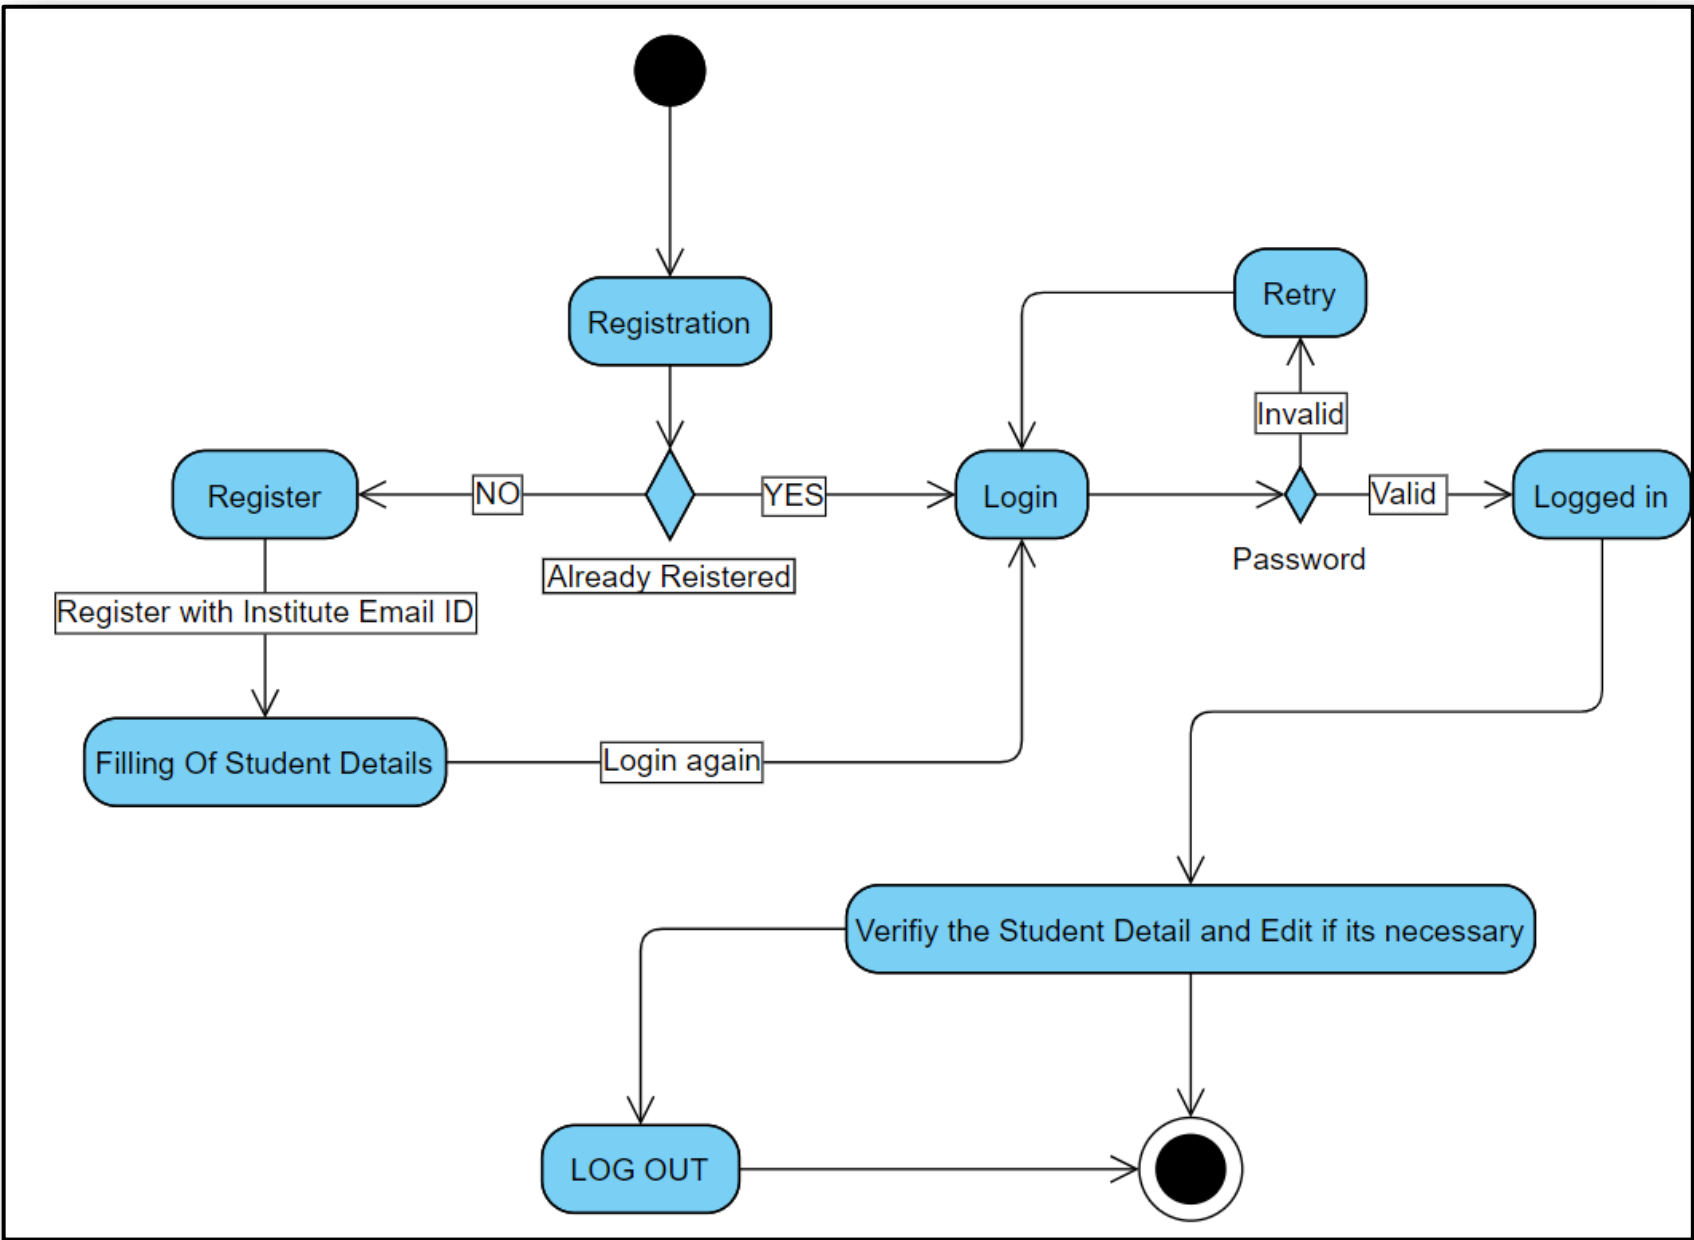 Registration
Retry
Invalid
Register
NO
YES
Login
Valid
Logged in
Already Reistered
Password
Register with Institute Email ID
Filling Of Student Details
Login again
Verifiy the Student Detail and Edit if its necessary
LOG OUT